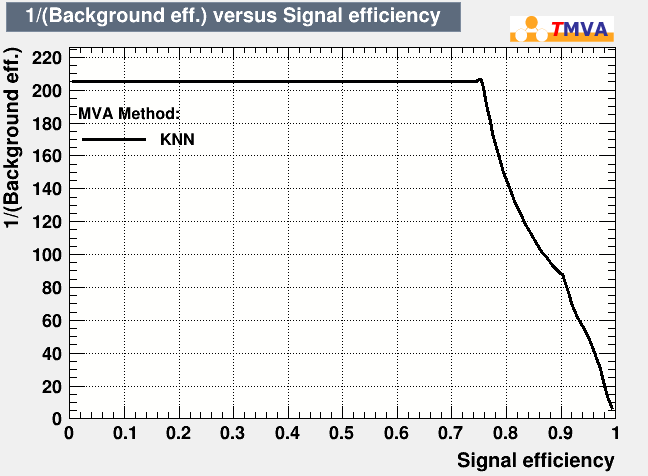 1/(Background eff.) versus Signal efficiency
TMVA
1/(Background eff.)
220
200
180
160
140
120
100
80
60
40
20
0
MVA Method:
KNN
0 0.1 0.2 0.3 0.4 0.5 0.6 0.7 0.8 0.9 1
Signal efficiency